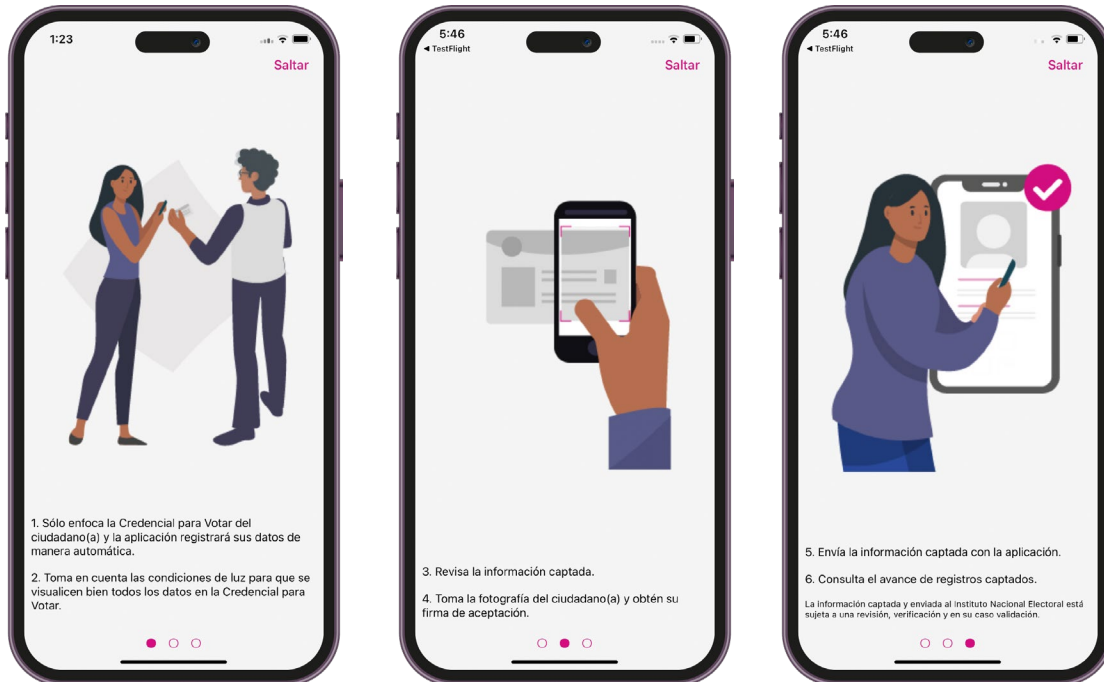 1:23
Saltar
1. Sólo enfoca la Credencial para Votar del
ciudadano(a) y la aplicación registrará sus datos de
manera automática.
2. Toma en cuenta las condiciones de luz para que se
visualicen bien todos los datos en la Credencial para
Votar.
5:46
◀ TestFlight
Saltar
3. Revisa la información captada.
4. Toma la fotografía del ciudadano(a) y obtén su
firma de aceptación.
5:46
◀ TestFlight
Saltar
5. Envía la información captada con la aplicación.
6. Consulta el avance de registros captados.
La información captada y enviada al Instituto Nacional Electoral está
sujeta a una revisión, verificación y en su caso validación.